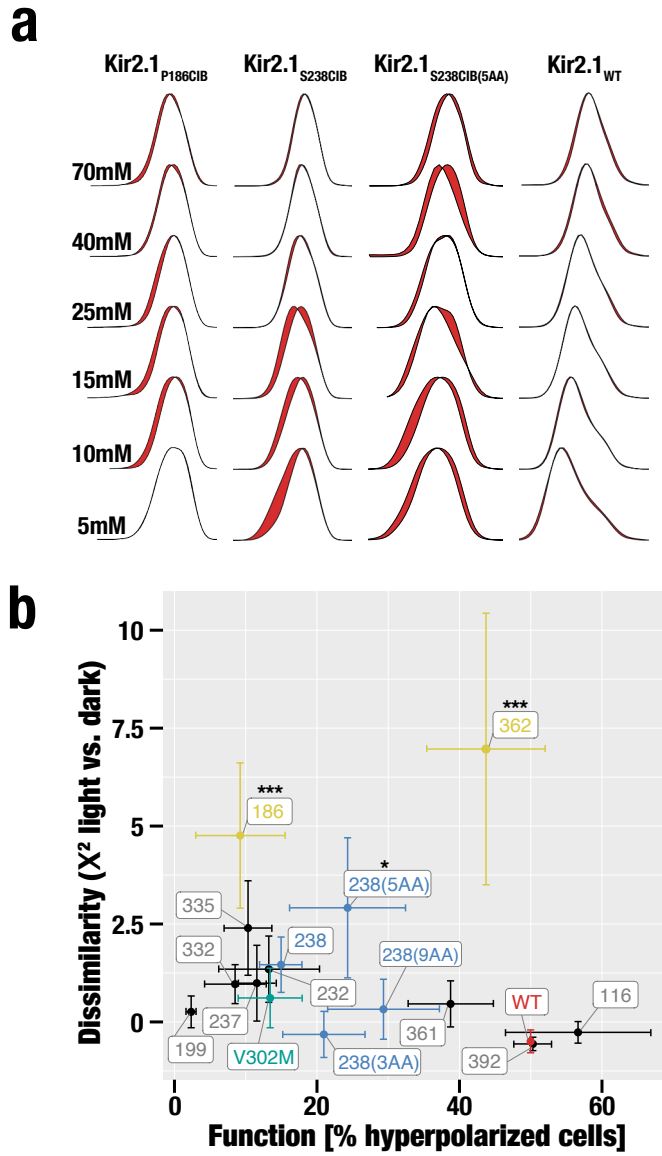 a
Kir2.1P186CIB Kir2.1S238CIB Kir2.1S238CIB(5AA) Kir2.1WT
70mM
40mM
25mM
15mM
10mM
5mM
b
Dissimilarity (X² light vs. dark)
10
7.5
5
2.5
0
***
362
***
186
*
238(5AA)
335
332
238
238(9AA)
232
237
199
V302M
238(3AA)
361
WT
116
392
0 20 40 60
Function [% hyperpolarized cells]